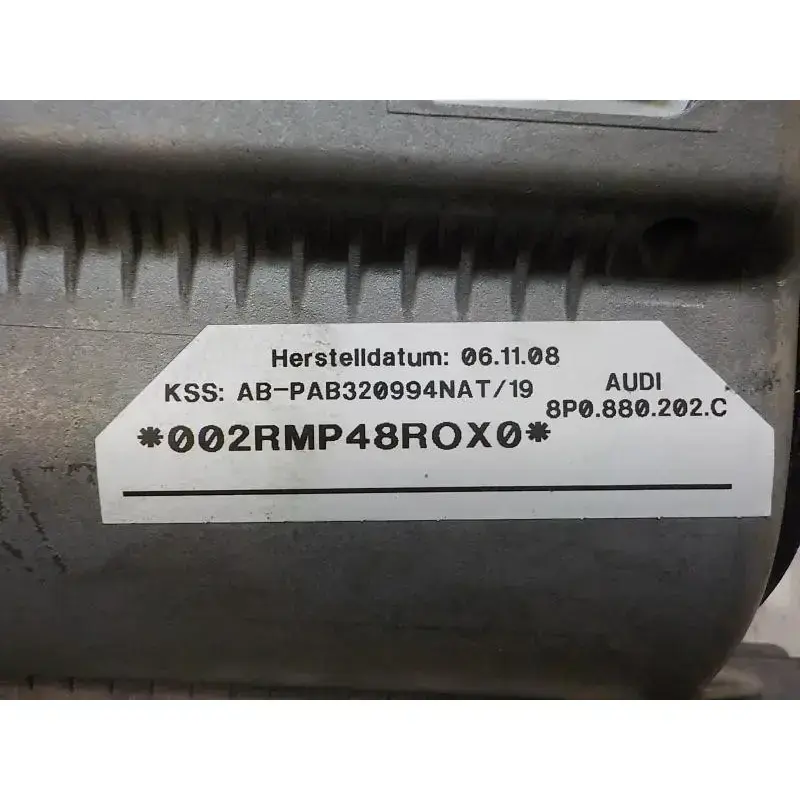 Herstelldatum: 06.11.08
KSS: AB-PAB320994NAT/19
AUDI
8P0.880.202.C
*002RMP48ROX0*